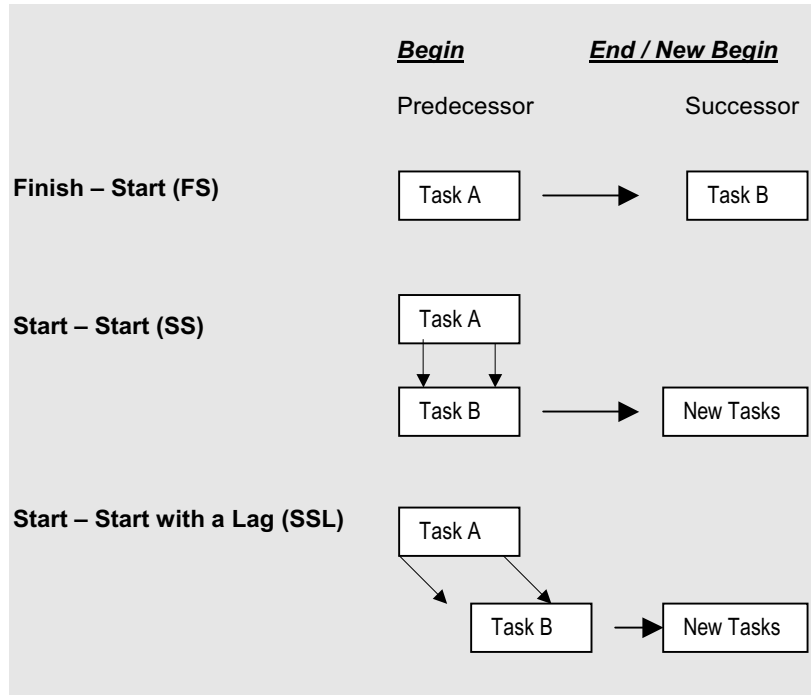 Begin End / New Begin
Predecessor Successor
Finish – Start (FS) Task A Task B
Task A
Start – Start (SS)
Task B New Tasks
Start – Start with a Lag (SSL) Task A
Task B New Tasks